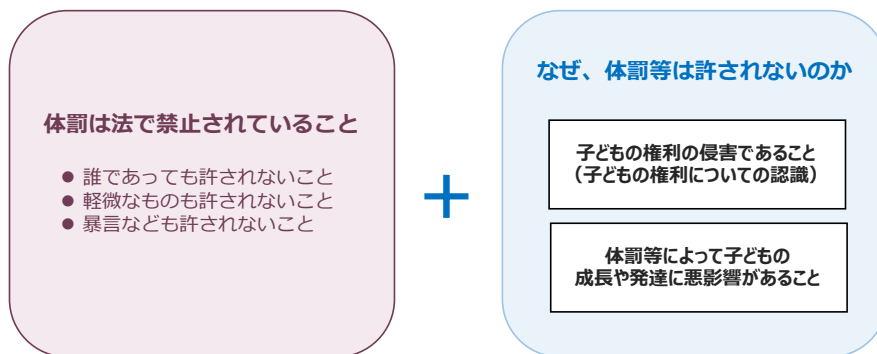 体罰は法で禁止されていること
● 誰であっても許されないこと
● 軽微なものも許されないこと
● 暴言なども許されないこと
+
なぜ、体罰等は許されないのか
子どもの権利の侵害であること
（子どもの権利についての認識）
体罰等によって子どもの
成長や発達に悪影響があること